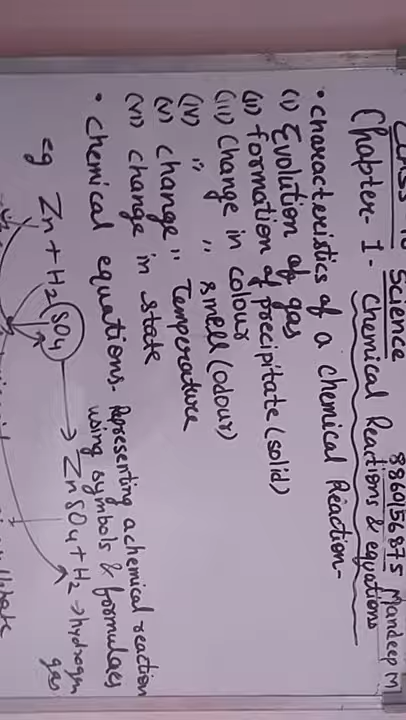 Class 10 Science 8860156875 Mandeep M
Chapter-1- Chemical Reactions & equations
• Characteristics of a chemical Reaction-
(i) Evolution of gas
(ii) formation of precipitate (solid)
(iii) Change in colour
(iv) " " smell (odour)
(v) change " Temperature
(vi) change in state
• Chemical equations- Representing a chemical reaction
using symbols & formulaes
eg Zn + H2SO4 → ZnSO4 + H2 → hydrogen
gas